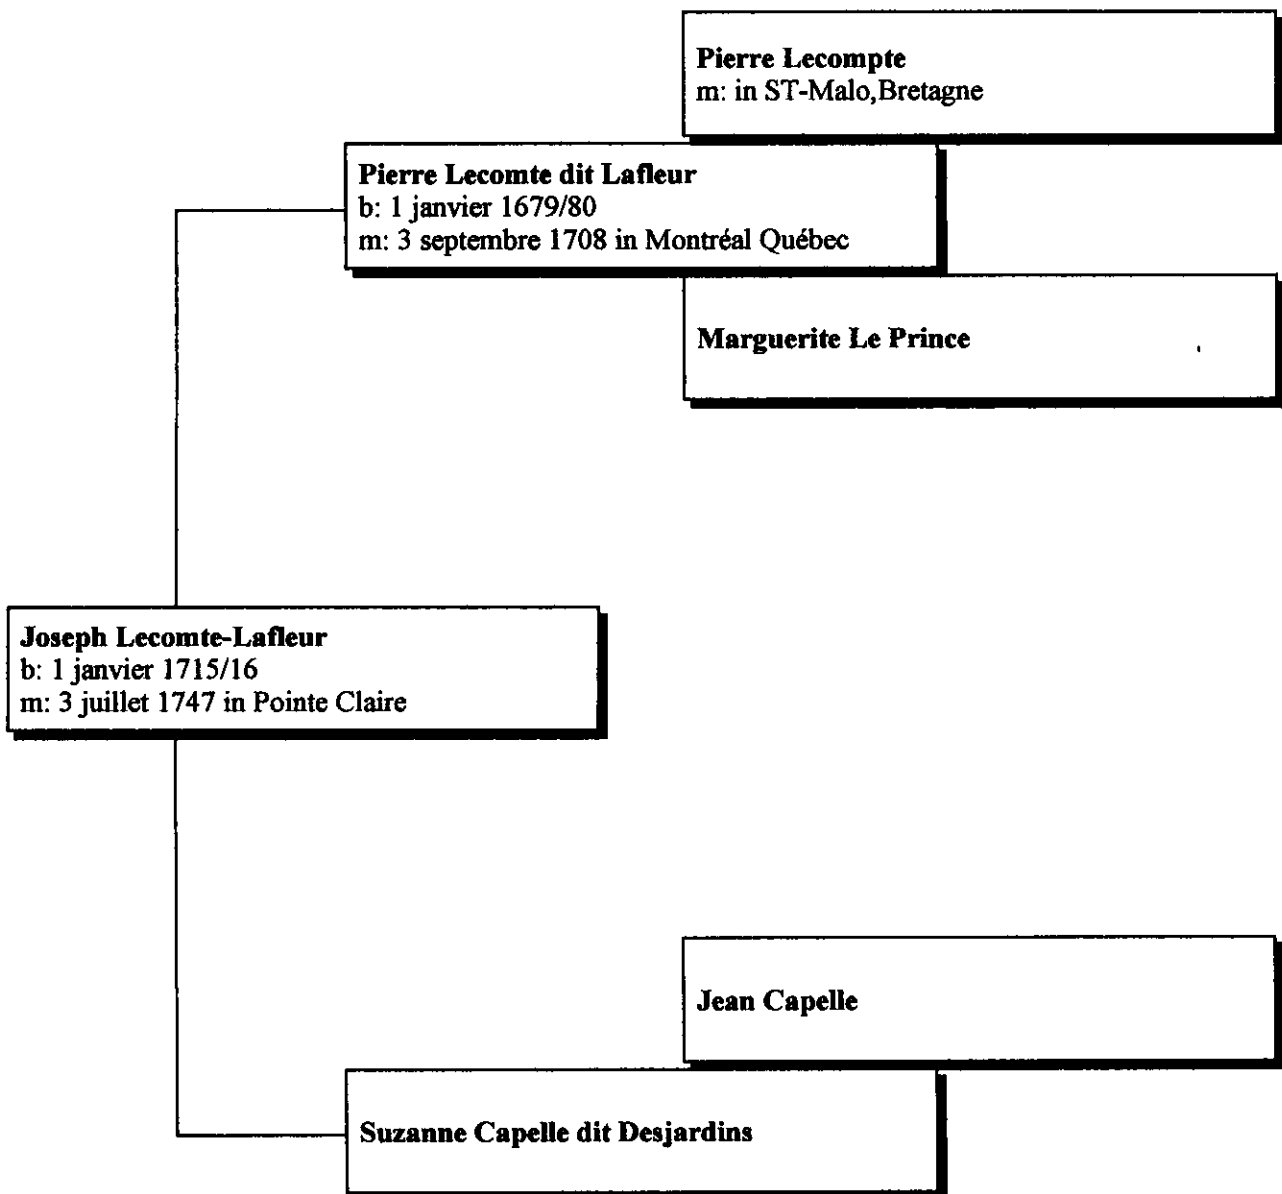 Pierre Lecompte
m: in ST-Malo,Bretagne
Pierre Lecomte dit Lafleur
b: 1 janvier 1679/80
m: 3 septembre 1708 in Montréal Québec
Marguerite Le Prince
Joseph Lecomte-Lafleur
b: 1 janvier 1715/16
m: 3 juillet 1747 in Pointe Claire
Jean Capelle
Suzanne Capelle dit Desjardins